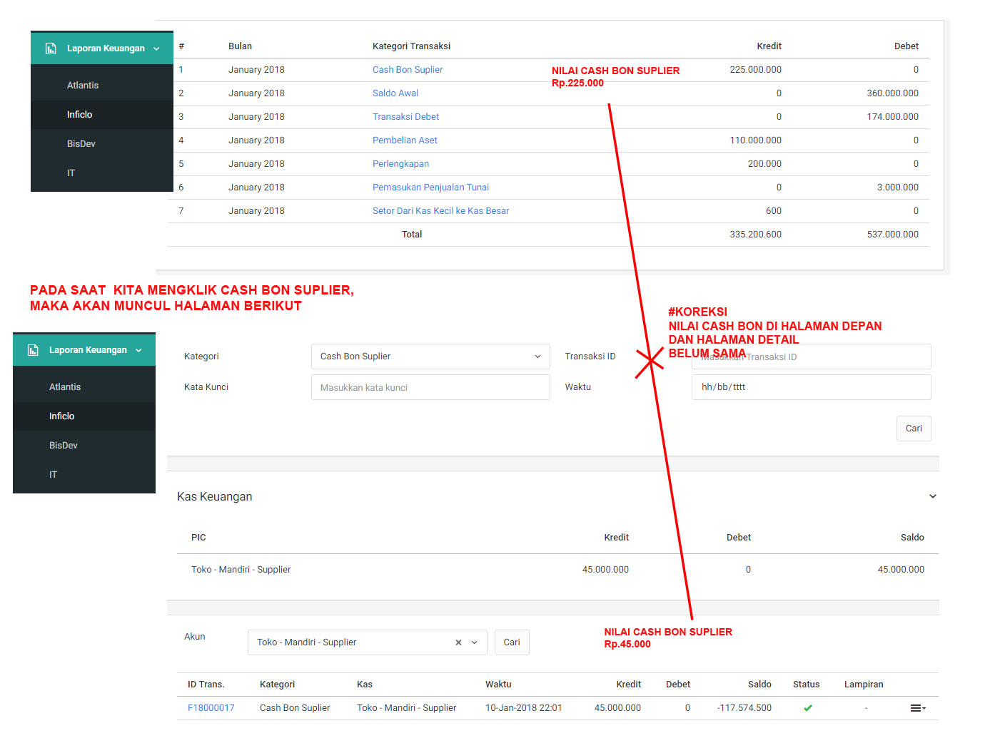 Laporan Keuangan
Atlantis
Inficlo
BisDev
IT
# Bulan Kategori Transaksi Kredit Debet
1 January 2018 Cash Bon Suplier 225.000.000 0
2 January 2018 Saldo Awal 0 360.000.000
3 January 2018 Transaksi Debet 0 174.000.000
4 January 2018 Pembelian Aset 110.000.000 0
5 January 2018 Perlengkapan 200.000 0
6 January 2018 Pemasukan Penjualan Tunai 0 3.000.000
7 January 2018 Setor Dari Kas Kecil ke Kas Besar 600 0
Total 335.200.600 537.000.000
NILAI CASH BON SUPLIER
Rp.225.000
PADA SAAT KITA MENGKLIK CASH BON SUPLIER,
MAKA AKAN MUNCUL HALAMAN BERIKUT
#KOREKSI
NILAI CASH BON DI HALAMAN DEPAN
DAN HALAMAN DETAIL
BELUM SAMA
Laporan Keuangan
Atlantis
Inficlo
BisDev
IT
Kategori Cash Bon Suplier Transaksi ID Masukkan Transaksi ID
Kata Kunci Masukkan kata kunci Waktu hh/bb/tttt
Cari
Kas Keuangan
PIC Kredit Debet Saldo
Toko - Mandiri - Supplier 45.000.000 0 45.000.000
NILAI CASH BON SUPLIER
Rp.45.000
Akun Toko - Mandiri - Supplier × Cari
ID Trans. Kategori Kas Waktu Kredit Debet Saldo Status Lampiran
F18000017 Cash Bon Suplier Toko - Mandiri - Supplier 10-Jan-2018 22:01 45.000.000 0 -117.574.500 -